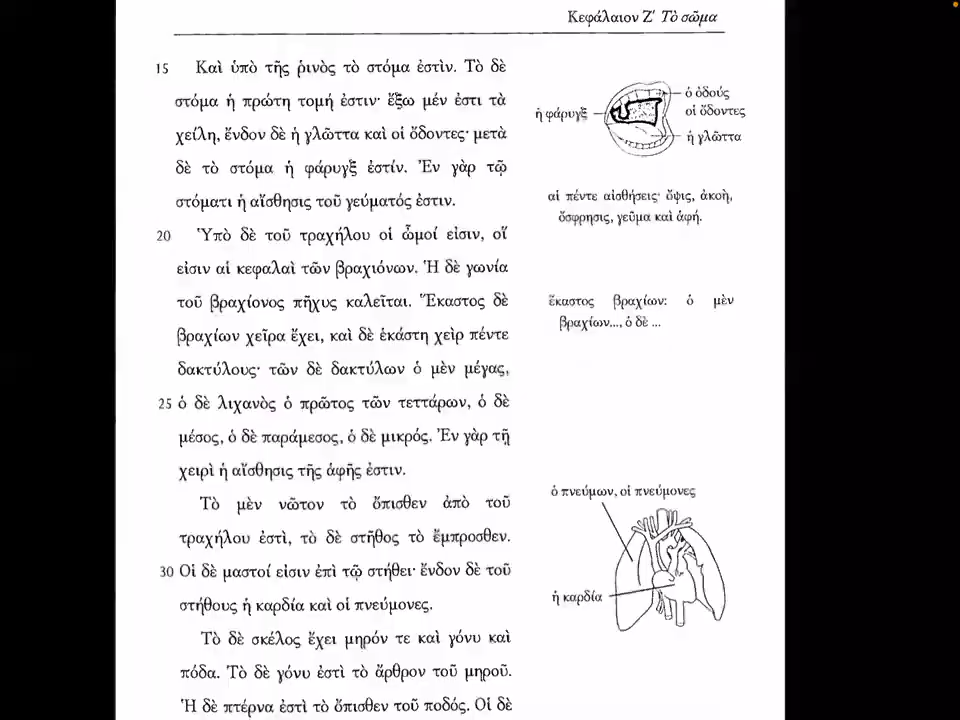 Κεφάλαιον Ζʹ Τὸ σῶμα
15 Καὶ ὑπὸ τῆς ῥινὸς τὸ στόμα ἐστὶν. Τὸ δὲ
στόμα ἡ πρώτη τομή ἐστιν· ἔξω μέν ἐστι τὰ
χείλη, ἔνδον δὲ ἡ γλῶττα καὶ οἱ ὄδοντες· μετὰ
δὲ τὸ στόμα ἡ φάρυγξ ἐστίν. Ἐν γὰρ τῷ
στόματι ἡ αἴσθησις τοῦ γεύματός ἐστιν.
20 Ὑπὸ δὲ τοῦ τραχήλου οἱ ὦμοί εἰσιν, οἵ
εἰσιν αἱ κεφαλαὶ τῶν βραχιόνων. Ἡ δὲ γωνία
τοῦ βραχίονος πῆχυς καλεῖται. Ἕκαστος δὲ
βραχίων χεῖρα ἔχει, καὶ δὲ ἑκάστη χεὶρ πέντε
δακτύλους· τῶν δὲ δακτύλων ὁ μὲν μέγας,
25 ὁ δὲ λιχανὸς ὁ πρῶτος τῶν τεττάρων, ὁ δὲ
μέσος, ὁ δὲ παράμεσος, ὁ δὲ μικρός. Ἐν γὰρ τῇ
χειρὶ ἡ αἴσθησις τῆς ἁφῆς ἐστιν.
Τὸ μὲν νῶτον τὸ ὄπισθεν ἀπὸ τοῦ
τραχήλου ἐστὶ, τὸ δὲ στῆθος τὸ ἔμπροσθεν.
30 Οἱ δὲ μαστοί εἰσιν ἐπὶ τῷ στήθει· ἔνδον δὲ τοῦ
στήθους ἡ καρδία καὶ οἱ πνεύμονες.
Τὸ δὲ σκέλος ἔχει μηρόν τε καὶ γόνυ καὶ
πόδα. Τὸ δὲ γόνυ ἐστὶ τὸ ἄρθρον τοῦ μηροῦ.
Ἡ δὲ πτέρνα ἐστὶ τὸ ὄπισθεν τοῦ ποδός. Οἱ δὲ
ἡ φάρυγξ
ὁ ὀδούς
οἱ ὄδοντες
ἡ γλῶττα
αἱ πέντε αἰσθήσεις· ὄψις, ἀκοὴ,
ὄσφρησις, γεῦμα καὶ ἁφή.
ἕκαστος βραχίων: ὁ μὲν
βραχίων..., ὁ δὲ ...
ὁ πνεύμων, οἱ πνεύμονες
ἡ καρδία